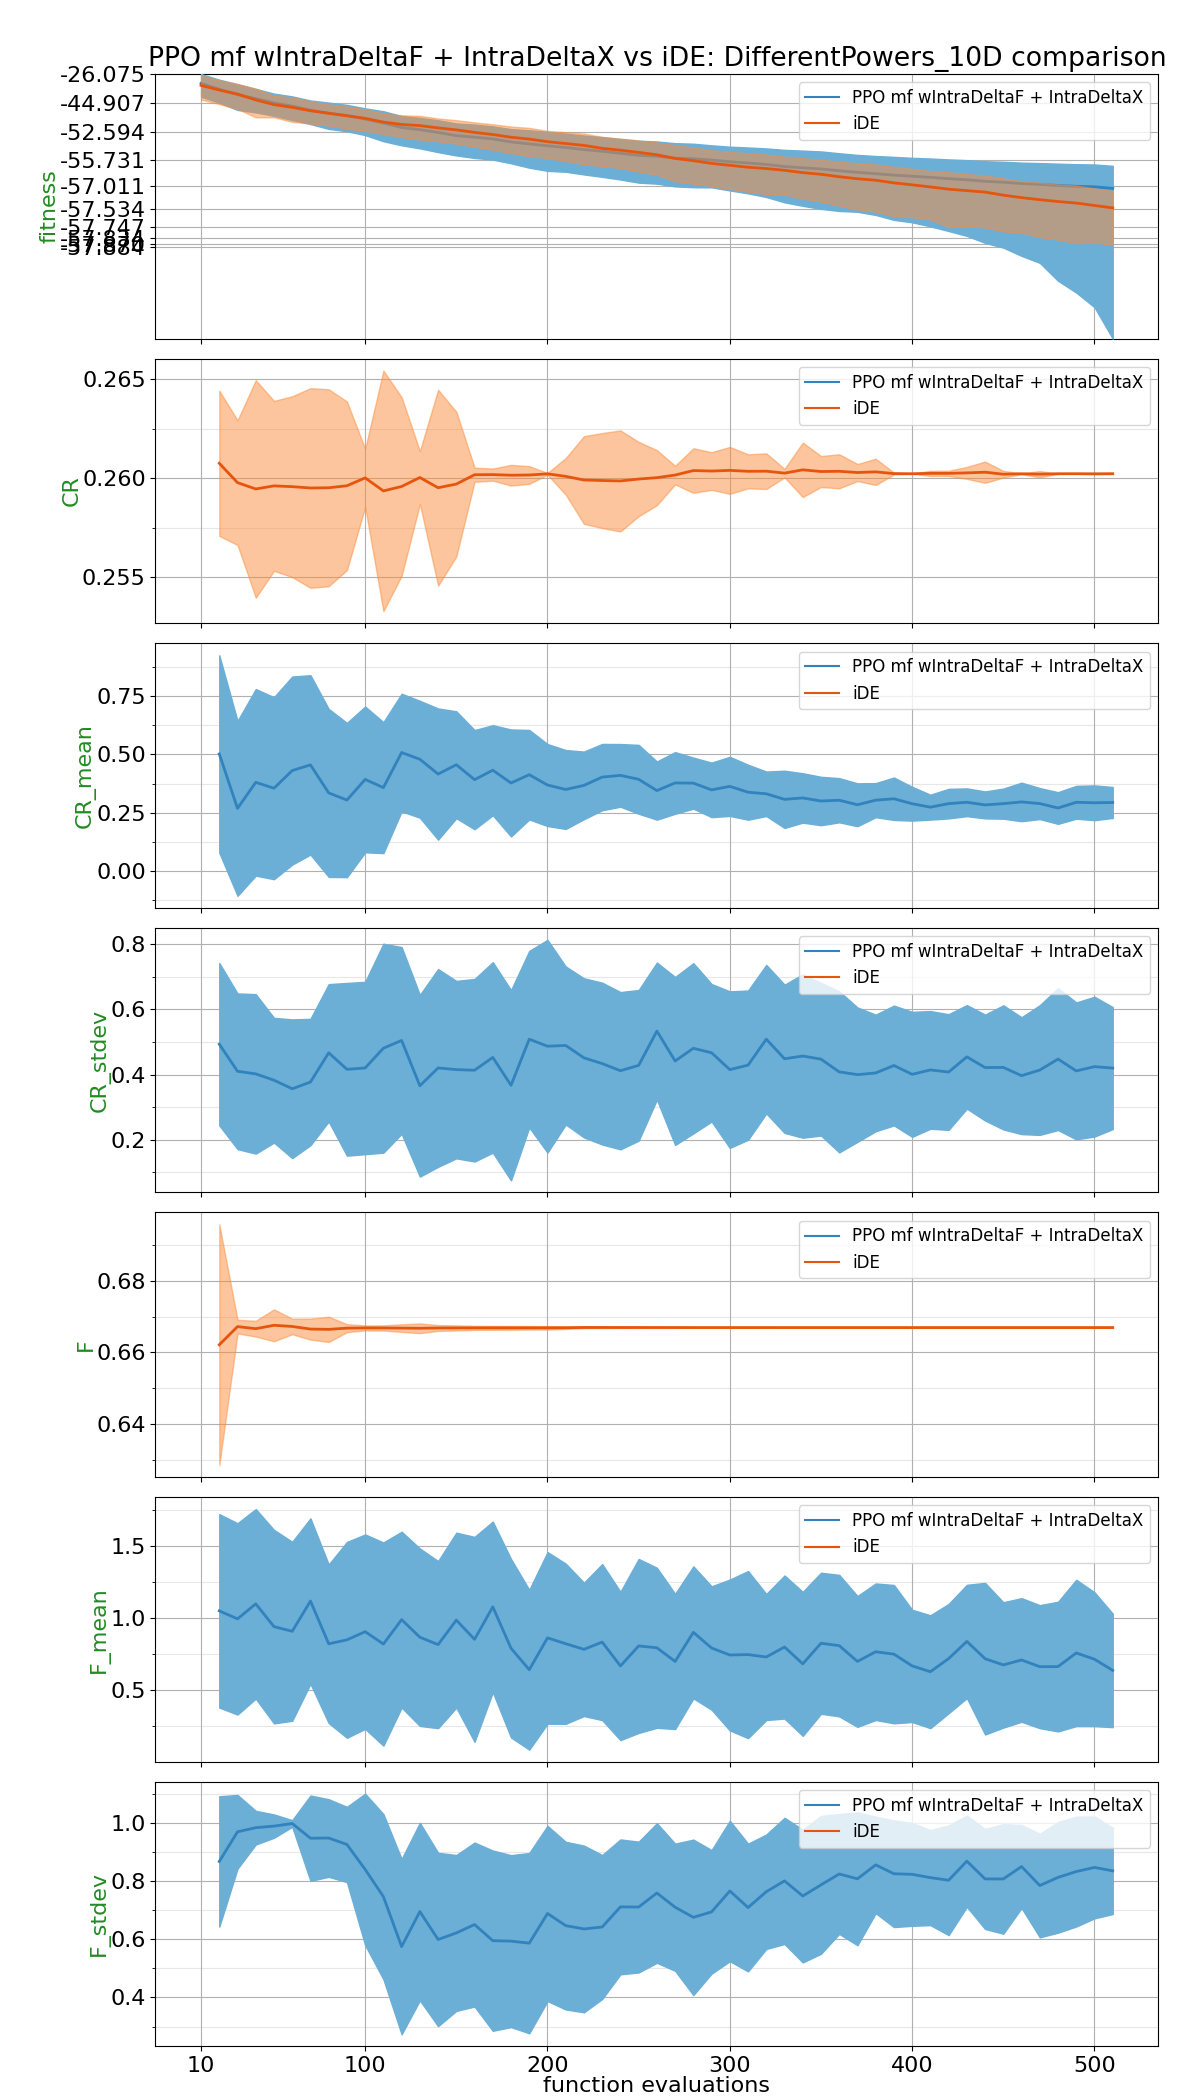 PPO mf wIntraDeltaF + IntraDeltaX vs iDE: DifferentPowers_10D comparison
-26.075
-44.907
-52.594
-55.731
-57.011
-57.534
-57.747
-57.884
fitness
PPO mf wIntraDeltaF + IntraDeltaX
iDE
0.265
0.260
0.255
CR
PPO mf wIntraDeltaF + IntraDeltaX
iDE
0.75
0.50
0.25
0.00
CR_mean
PPO mf wIntraDeltaF + IntraDeltaX
iDE
0.8
0.6
0.4
0.2
CR_stdev
PPO mf wIntraDeltaF + IntraDeltaX
iDE
0.68
0.66
0.64
F
PPO mf wIntraDeltaF + IntraDeltaX
iDE
1.5
1.0
0.5
F_mean
PPO mf wIntraDeltaF + IntraDeltaX
iDE
1.0
0.8
0.6
0.4
F_stdev
PPO mf wIntraDeltaF + IntraDeltaX
iDE
10 100 200 300 400 500
function evaluations